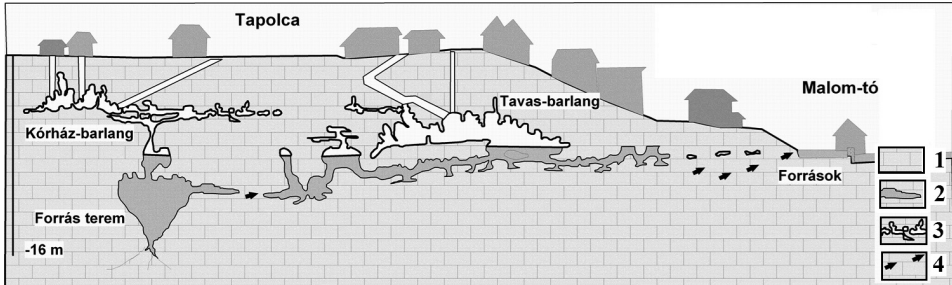 Tapolca
Malom-tó
Tavas-barlang
Kórház-barlang
Források
Forrás terem
-16 m
1
2
3
4